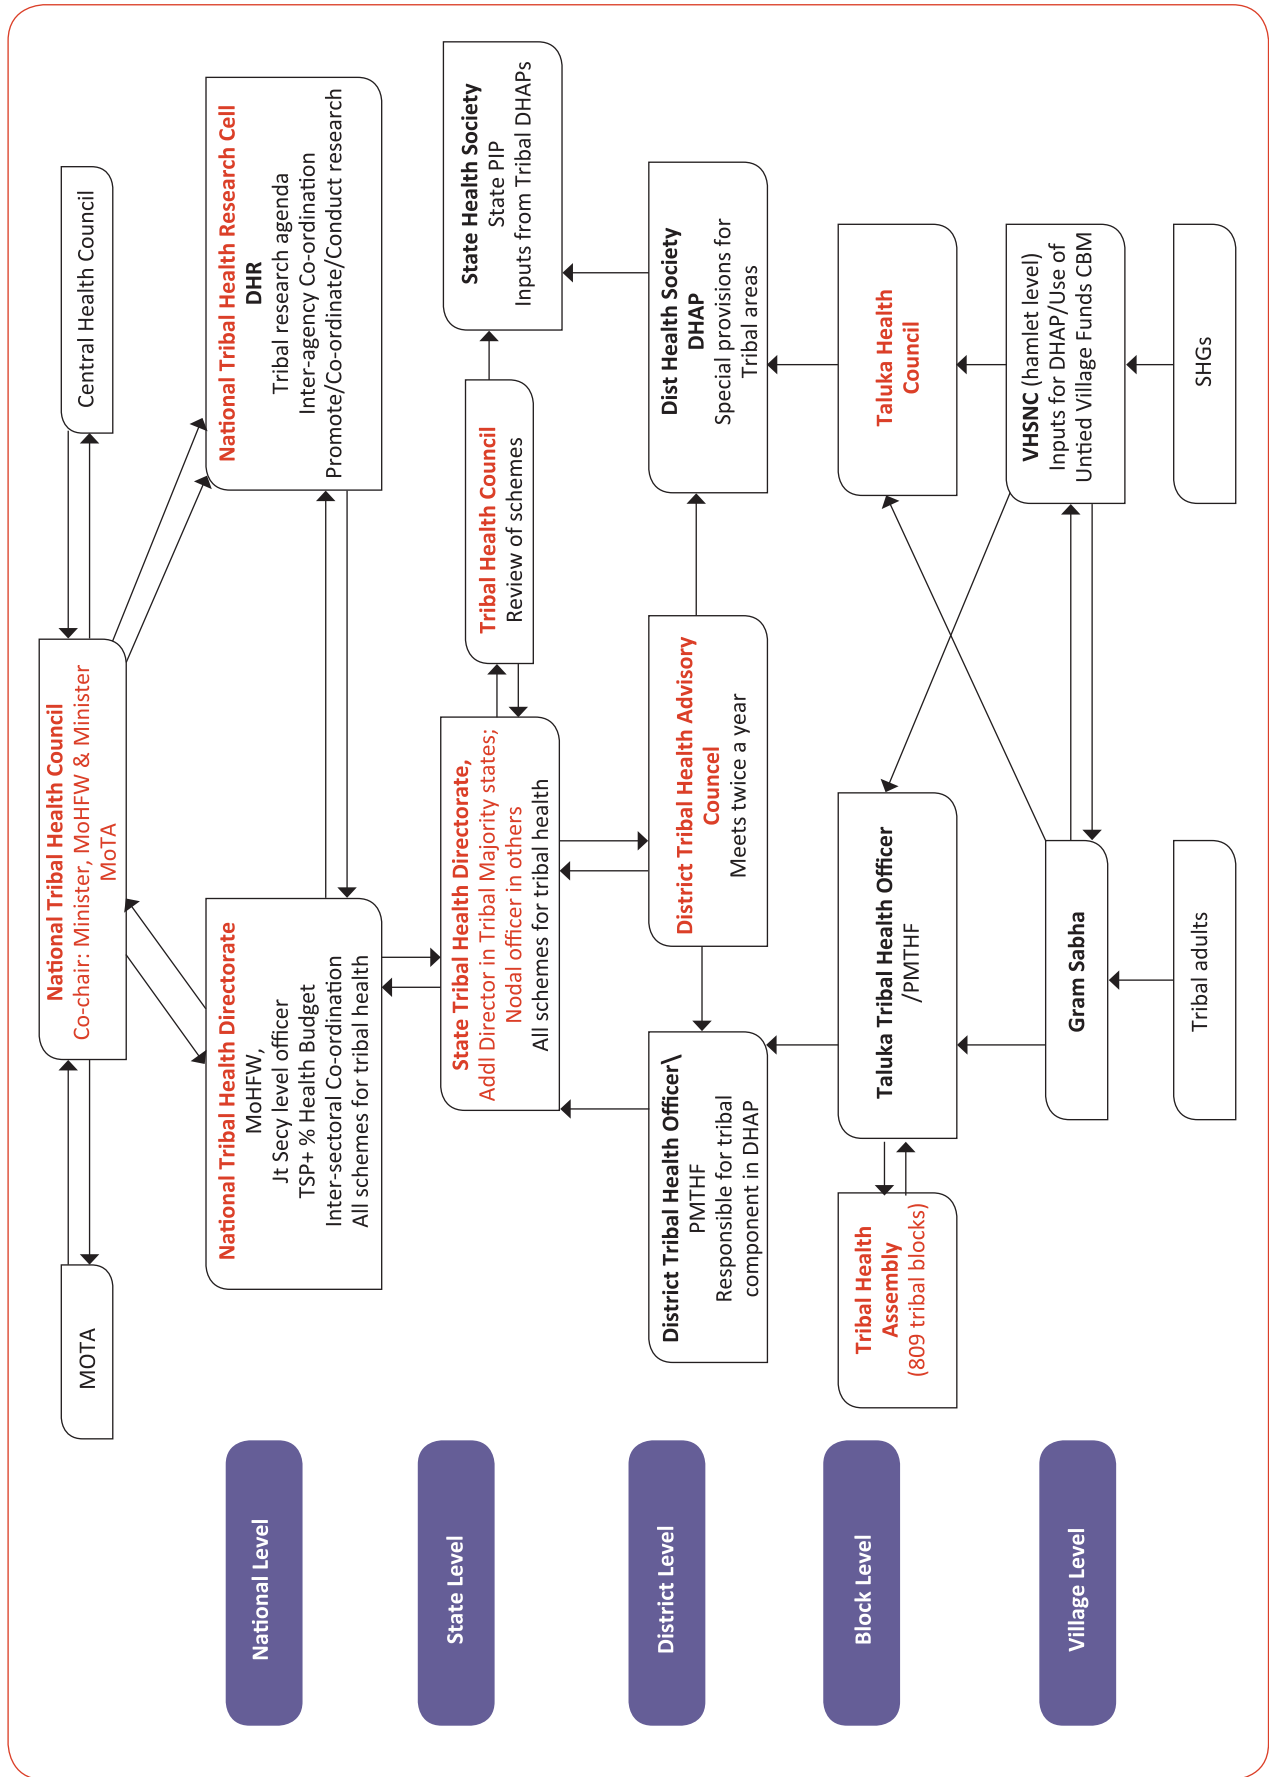 MOTA
National Tribal Health Council
Co-chair: Minister, MoHFW & Minister
MoTA
Central Health Council
National Level
National Tribal Health Directorate
MoHFW,
Jt Secy level officer
TSP+ % Health Budget
Inter-sectoral Co-ordination
All schemes for tribal health
National Tribal Health Research Cell
DHR
Tribal research agenda
Inter-agency Co-ordination
Promote/Co-ordinate/Conduct research
State Level
State Tribal Health Directorate,
Addl Director in Tribal Majority states;
Nodal officer in others
All schemes for tribal health
Tribal Health Council
Review of schemes
State Health Society
State PIP
Inputs from Tribal DHAPs
District Level
District Tribal Health Officer\
PMTHF
Responsible for tribal
component in DHAP
District Tribal Health Advisory
Councel
Meets twice a year
Dist Health Society
DHAP
Special provisions for
Tribal areas
Block Level
Tribal Health
Assembly
(809 tribal blocks)
Taluka Tribal Health Officer
/PMTHF
Taluka Health
Council
Village Level
Gram Sabha
VHSNC (hamlet level)
Inputs for DHAP/Use of
Untied Village Funds CBM
Tribal adults
SHGs